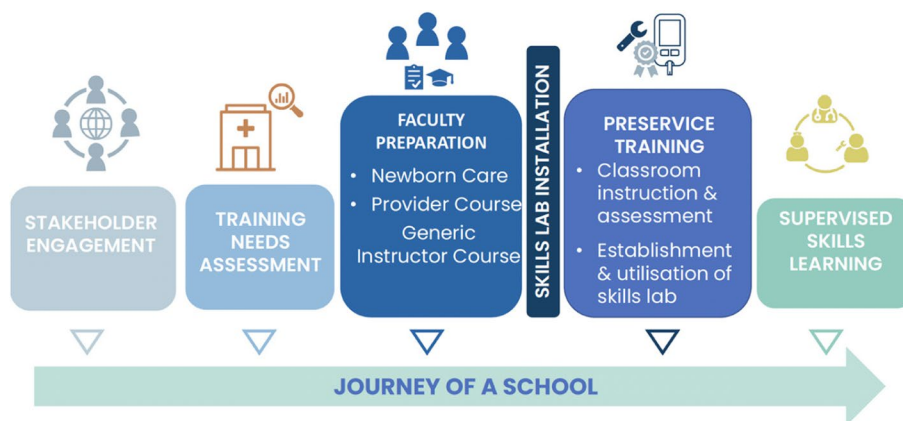 STAKEHOLDER
ENGAGEMENT
TRAINING
NEEDS
ASSESSMENT
FACULTY
PREPARATION
• Newborn Care
• Provider Course
Generic
Instructor Course
SKILLS LAB INSTALLATION
PRESERVICE
TRAINING
• Classroom
instruction &
assessment
• Establishment
& utilisation of
skills lab
SUPERVISED
SKILLS
LEARNING
JOURNEY OF A SCHOOL